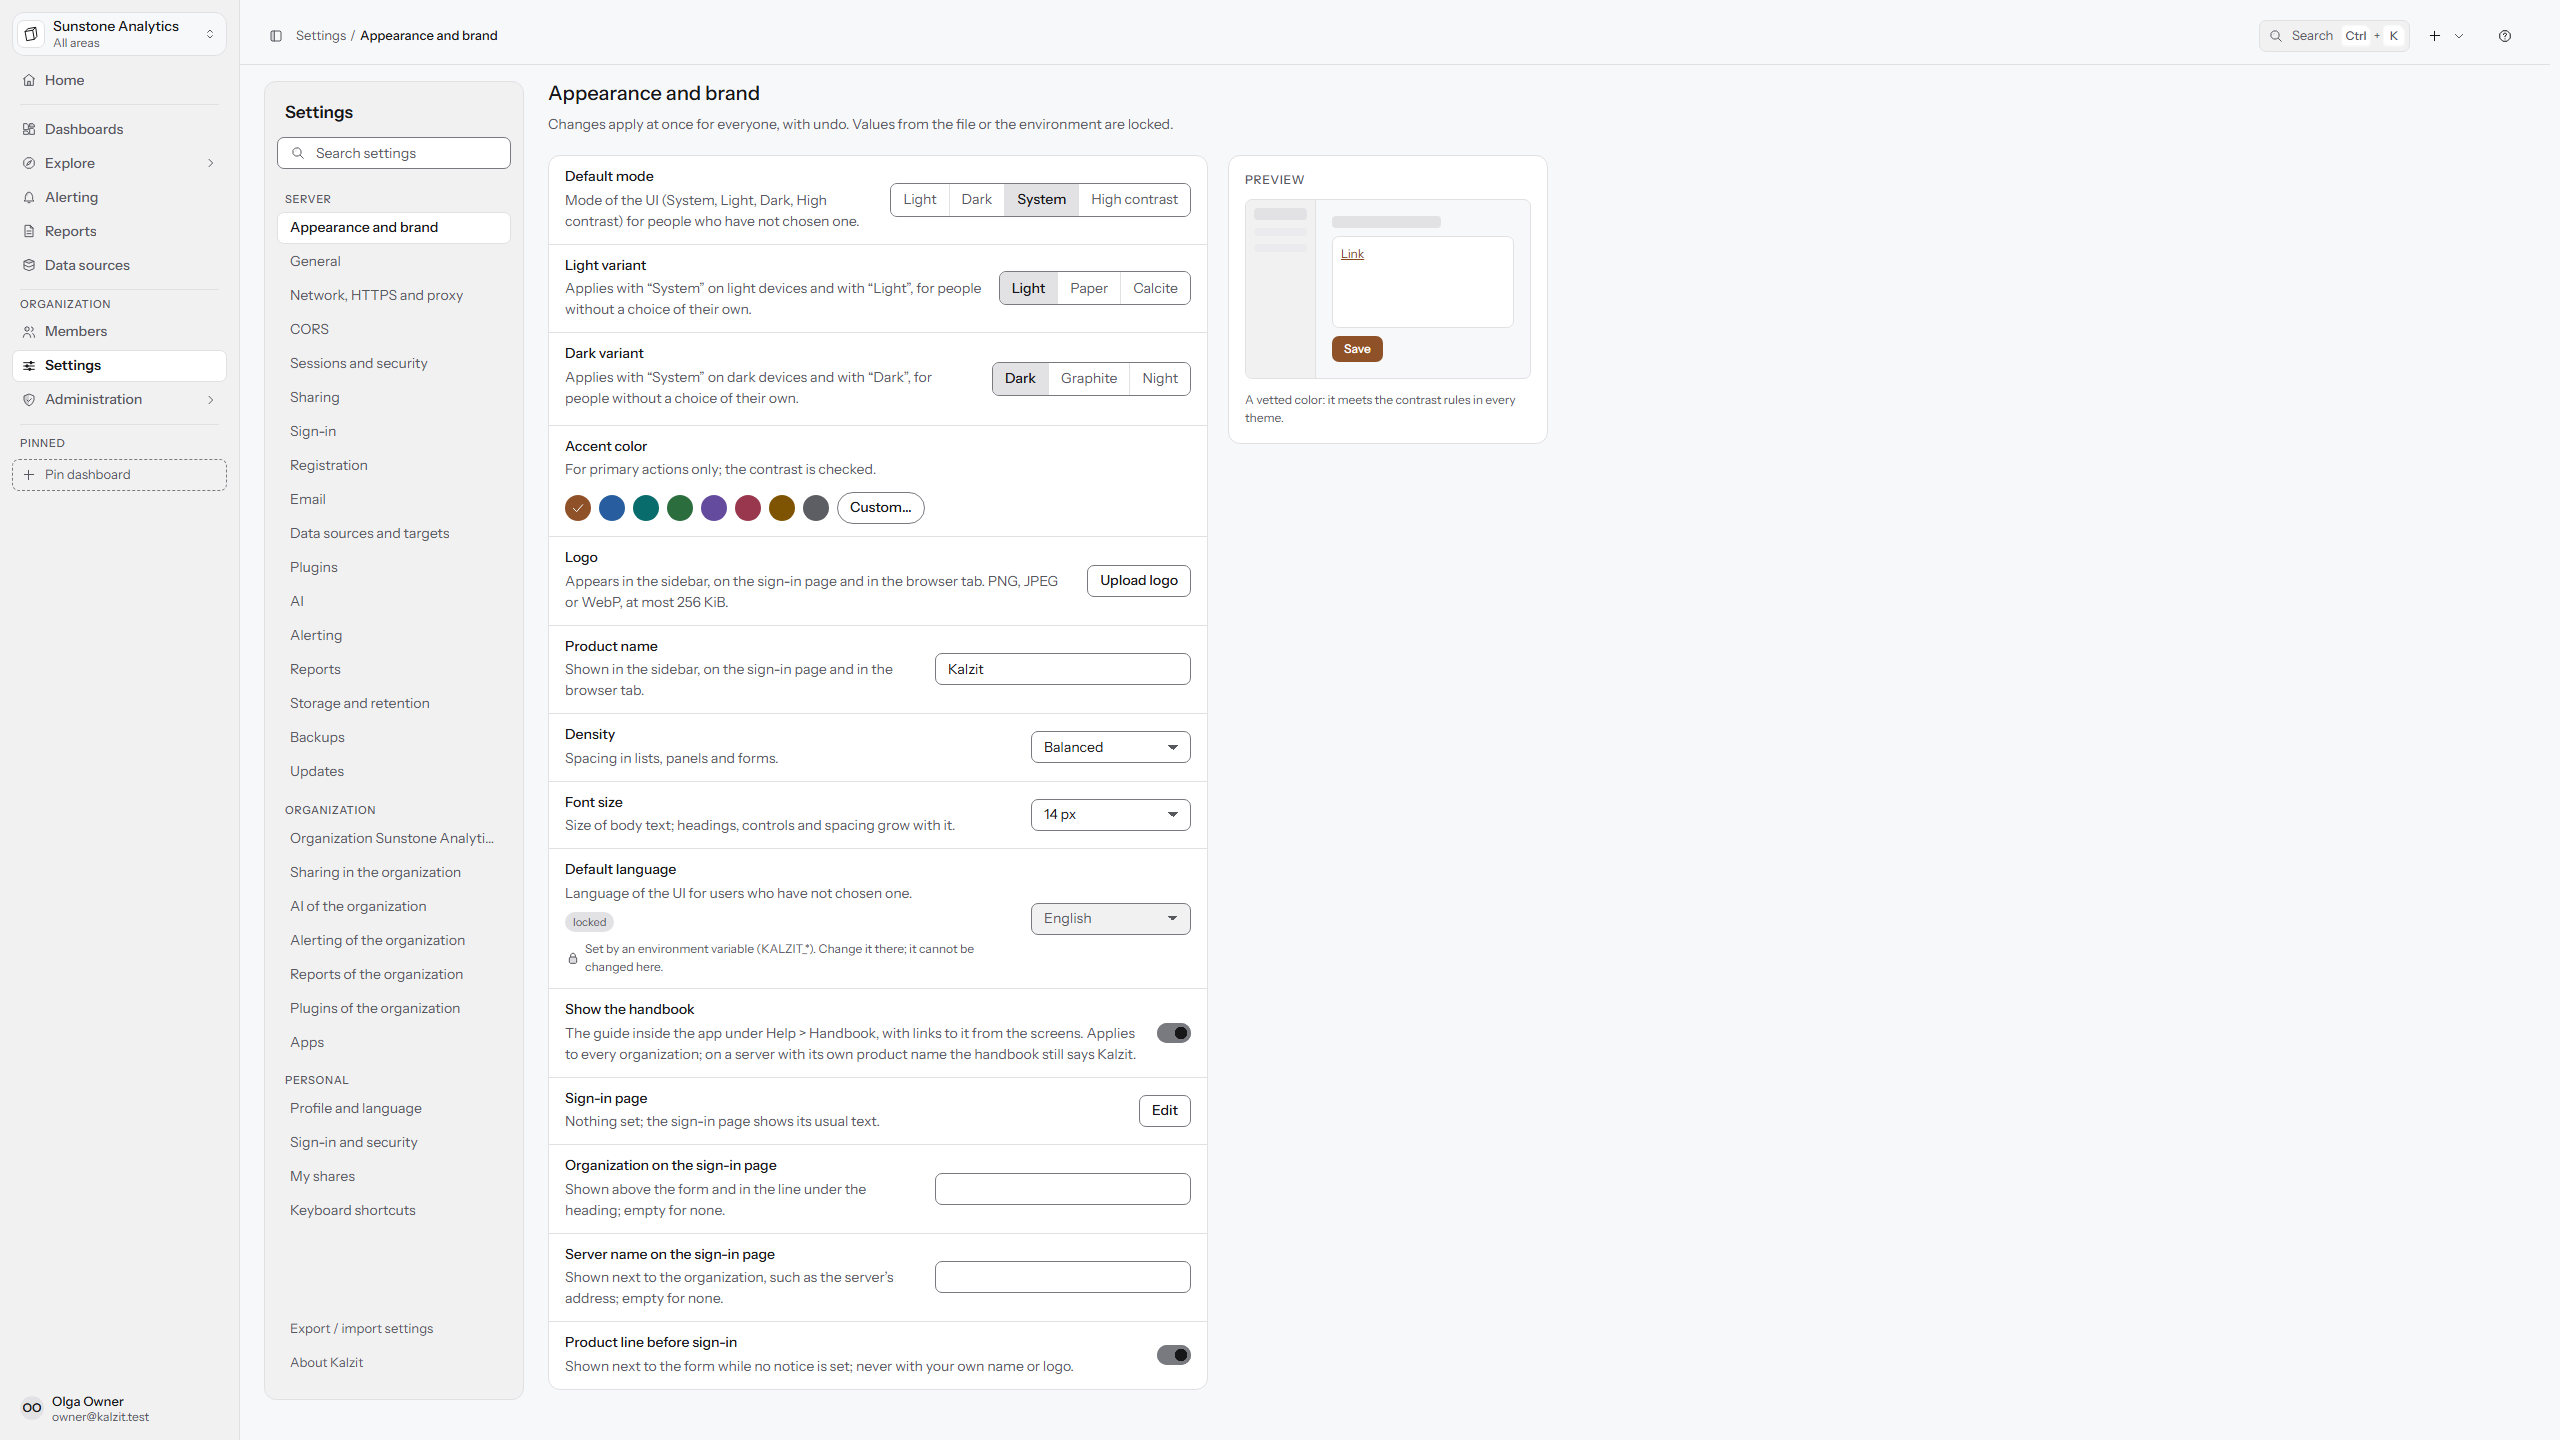 Sunstone Analytics
All areas
Home
Dashboards
Explore
Alerting
Reports
Data sources
ORGANIZATION
Members
Settings
Administration
PINNED
Pin dashboard
OO
Olga Owner
owner@kalzit.test
Settings / Appearance and brand
Search Ctrl + K
Settings
Search settings
SERVER
Appearance and brand
General
Network, HTTPS and proxy
CORS
Sessions and security
Sharing
Sign-in
Registration
Email
Data sources and targets
Plugins
AI
Alerting
Reports
Storage and retention
Backups
Updates
ORGANIZATION
Organization Sunstone Analyti...
Sharing in the organization
AI of the organization
Alerting of the organization
Reports of the organization
Plugins of the organization
Apps
PERSONAL
Profile and language
Sign-in and security
My shares
Keyboard shortcuts
Export / import settings
About Kalzit
Appearance and brand
Changes apply at once for everyone, with undo. Values from the file or the environment are locked.
Default mode
Mode of the UI (System, Light, Dark, High
contrast) for people who have not chosen one.
Light Dark System High contrast
Light variant
Applies with “System” on light devices and with “Light”, for people
without a choice of their own.
Light Paper Calcite
Dark variant
Applies with “System” on dark devices and with “Dark”, for
people without a choice of their own.
Dark Graphite Night
Accent color
For primary actions only; the contrast is checked.
Custom...
Logo
Appears in the sidebar, on the sign-in page and in the browser tab. PNG, JPEG
or WebP, at most 256 KiB.
Upload logo
Product name
Shown in the sidebar, on the sign-in page and in the
browser tab.
Kalzit
Density
Spacing in lists, panels and forms.
Balanced
Font size
Size of body text; headings, controls and spacing grow with it.
14 px
Default language
Language of the UI for users who have not chosen one.
locked
Set by an environment variable (KALZIT_*). Change it there; it cannot be
changed here.
English
Show the handbook
The guide inside the app under Help > Handbook, with links to it from the screens. Applies
to every organization; on a server with its own product name the handbook still says Kalzit.
Sign-in page
Nothing set; the sign-in page shows its usual text.
Edit
Organization on the sign-in page
Shown above the form and in the line under the
heading; empty for none.
Server name on the sign-in page
Shown next to the organization, such as the server’s
address; empty for none.
Product line before sign-in
Shown next to the form while no notice is set; never with your own name or logo.
PREVIEW
Link
Save
A vetted color: it meets the contrast rules in every
theme.